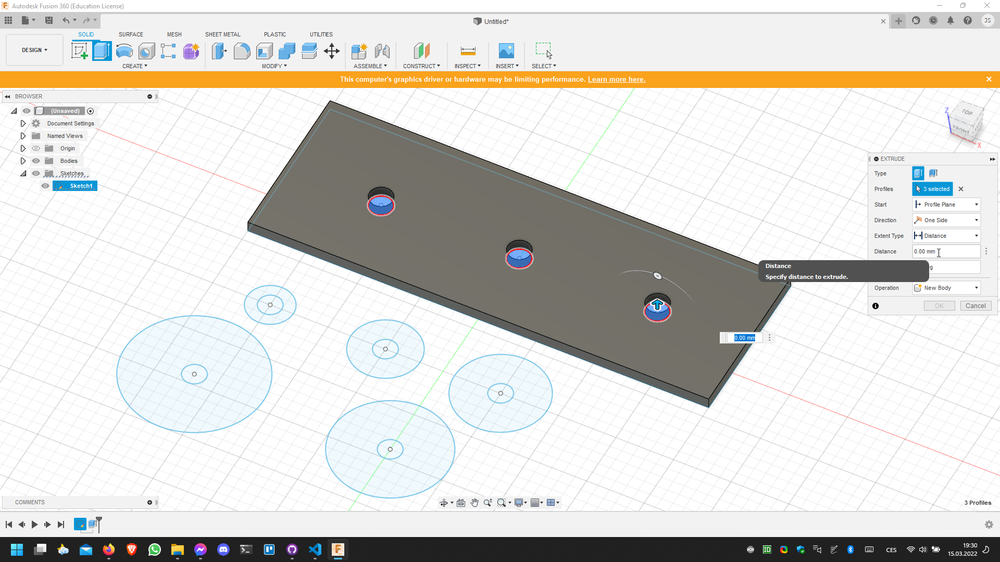 Autodesk Fusion 360 (Education License)
Untitled*
JS
DESIGN
SOLID
SURFACE
MESH
SHEET METAL
PLASTIC
UTILITIES
CREATE
MODIFY
ASSEMBLE
CONSTRUCT
INSPECT
INSERT
SELECT
This computer's graphics driver or hardware may be limiting performance. Learn more here.
BROWSER
(Unsaved)
Document Settings
Named Views
Origin
Bodies
Sketches
Sketch1
TOP
FRONT
Z
X
EXTRUDE
Type
Profiles
3 selected
Start
Profile Plane
Direction
One Side
Extent Type
Distance
Distance
0.00 mm
Distance
Specify distance to extrude.
Operation
New Body
OK
Cancel
0.00 mm
COMMENTS
3 Profiles
ID
CES
19:30
15.03.2022